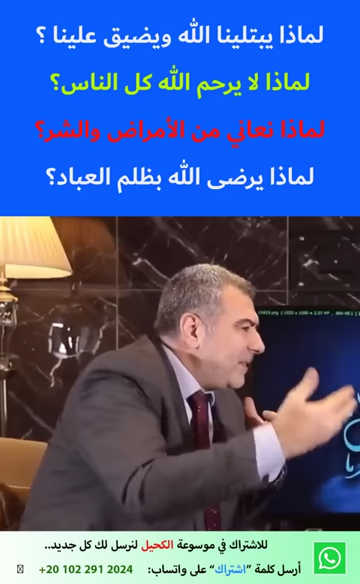 لماذا يبتلينا الله ويضيق علينا ؟
لماذا لا يرحم الله كل الناس؟
لماذا نعاني من الأمراض والشر؟
لماذا يرضى الله بظلم العباد؟
للاشتراك في موسوعة الكحيل لنرسل لك كل جديد..
أرسل كلمة "اشتراك" على واتساب: +20 102 291 2024